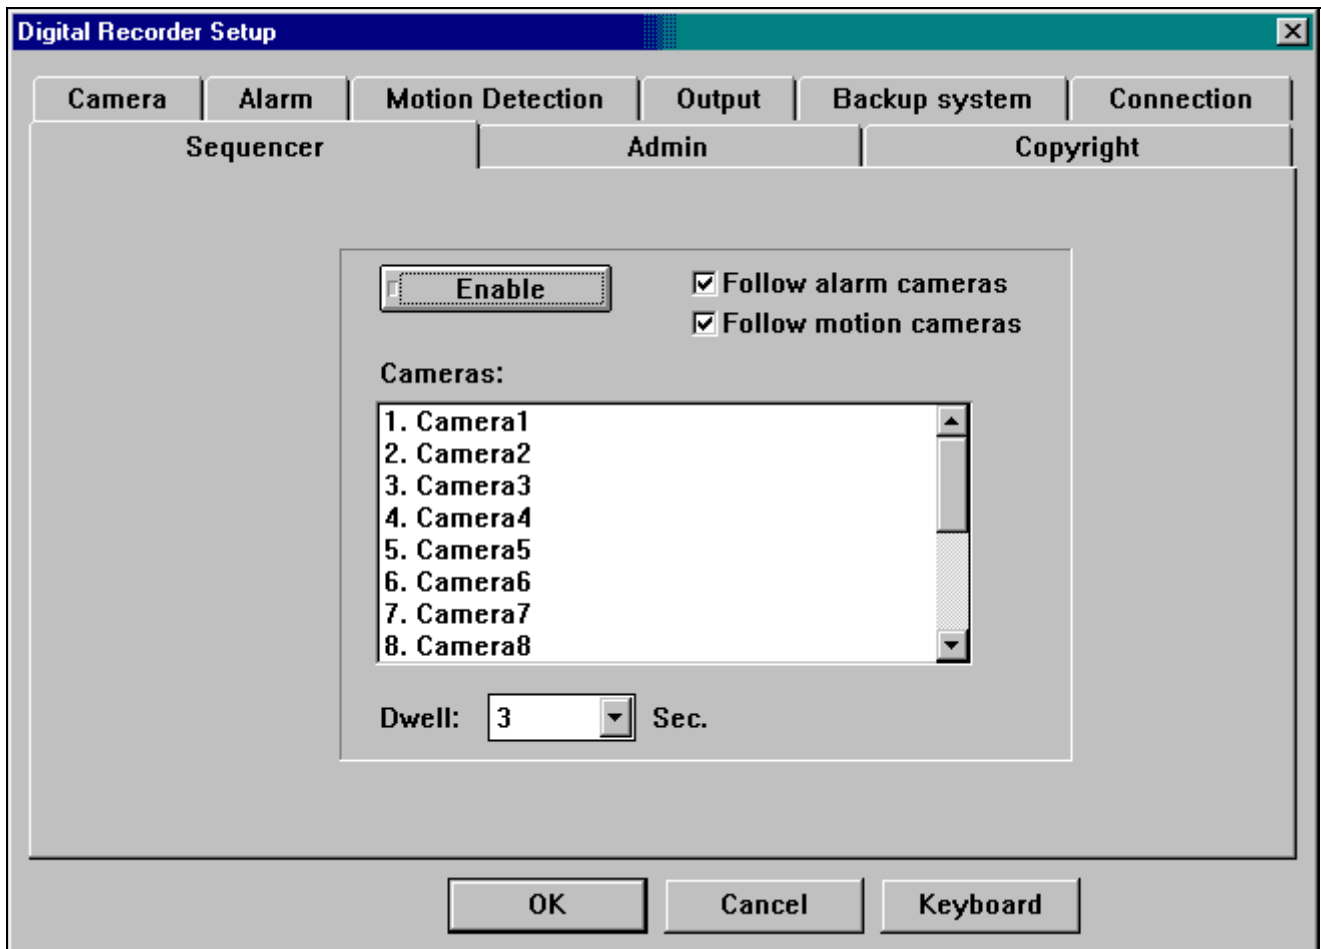 Digital Recorder Setup
Camera Alarm Motion Detection Output Backup system Connection
Sequencer Admin Copyright
Enable
Follow alarm cameras
Follow motion cameras
Cameras:
1. Camera1
2. Camera2
3. Camera3
4. Camera4
5. Camera5
6. Camera6
7. Camera7
8. Camera8
Dwell: 3 Sec.
OK Cancel Keyboard